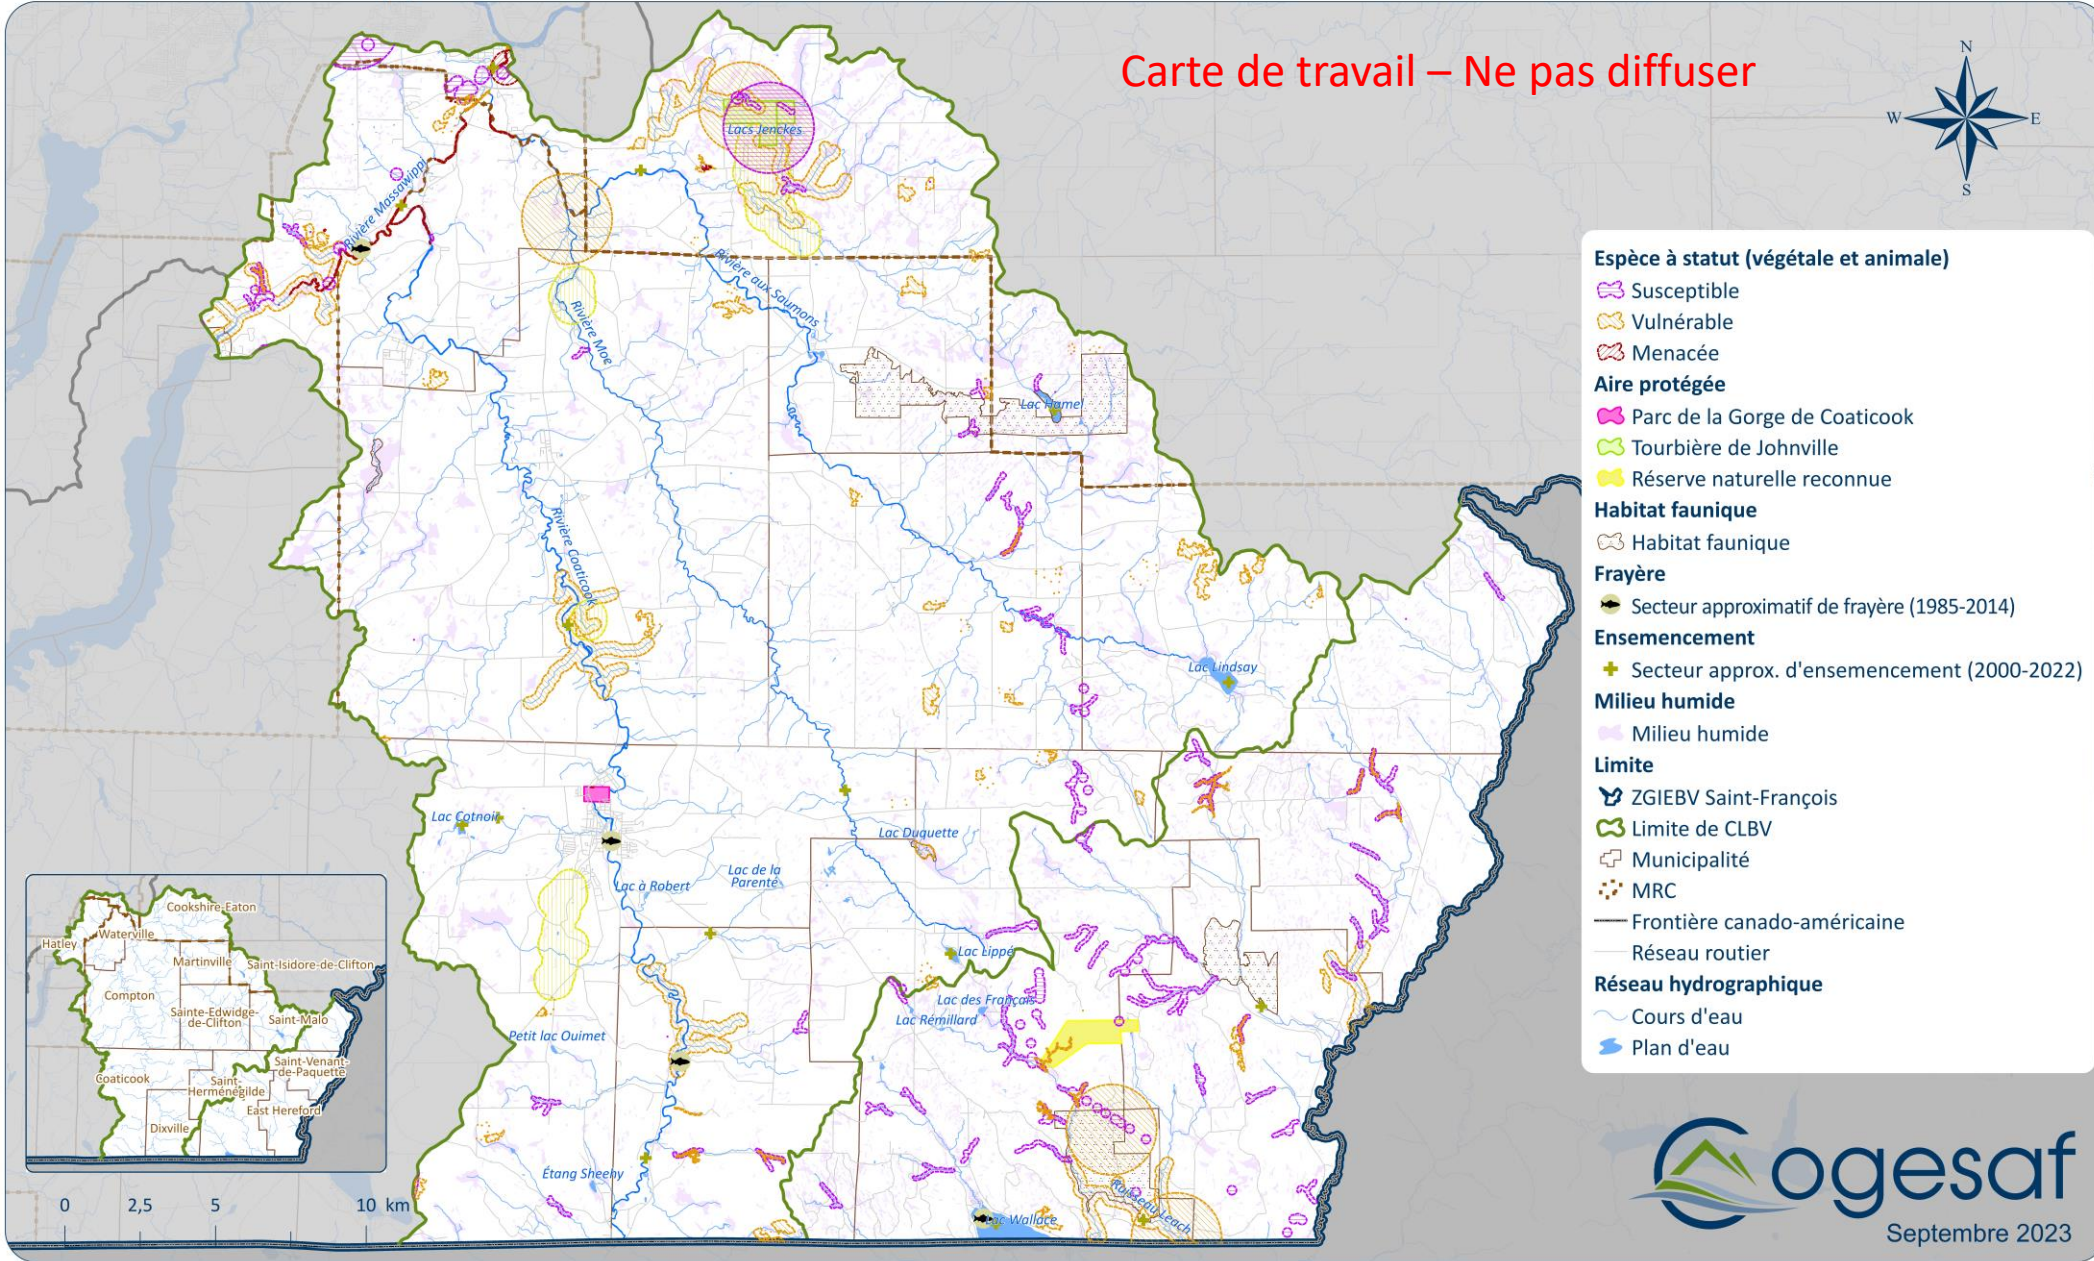 Carte de travail – Ne pas diffuser
N
W
E
S
Lacs Jenckes
Rivière Massawippi
Rivière aux Saumons
Rivière Moe
Lac Hamel
Rivière Coaticook
Lac Lindsay
Lac Cotnoir
Lac Duquette
Lac de la
Parenté
Lac à Robert
Lac Lippé
Lac des Français
Lac Rémillard
Petit lac Ouimet
Étang Sheehy
Ruisseau Leach
Lac Wallace
Espèce à statut (végétale et animale)
Susceptible
Vulnérable
Menacée
Aire protégée
Parc de la Gorge de Coaticook
Tourbière de Johnville
Réserve naturelle reconnue
Habitat faunique
Habitat faunique
Frayère
Secteur approximatif de frayère (1985-2014)
Ensemencement
Secteur approx. d'ensemencement (2000-2022)
Milieu humide
Milieu humide
Limite
ZGIEBV Saint-François
Limite de CLBV
Municipalité
MRC
Frontière canado-américaine
Réseau routier
Réseau hydrographique
Cours d'eau
Plan d'eau
Cookshire-Eaton
Waterville
Hatley
Martinville
Saint-Isidore-de-Clifton
Compton
Sainte-Edwidge-
de-Clifton
Saint-Malo
Saint-Venant-
de-Paquette
Coaticook
Saint-
Herménégilde
East Hereford
Dixville
0 2,5 5 10 km
Cogesaf
Septembre 2023